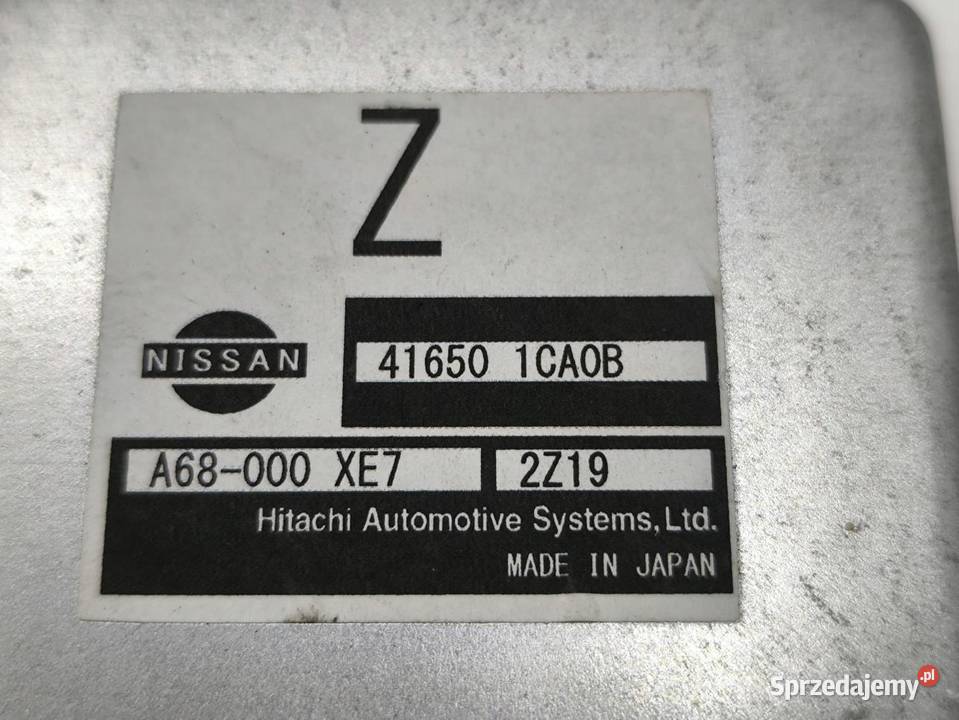 Z
NISSAN
41650 1CA0B
A68-000 XE7
2Z19
Hitachi Automotive Systems, Ltd.
MADE IN JAPAN
Sprzedajemy.pl